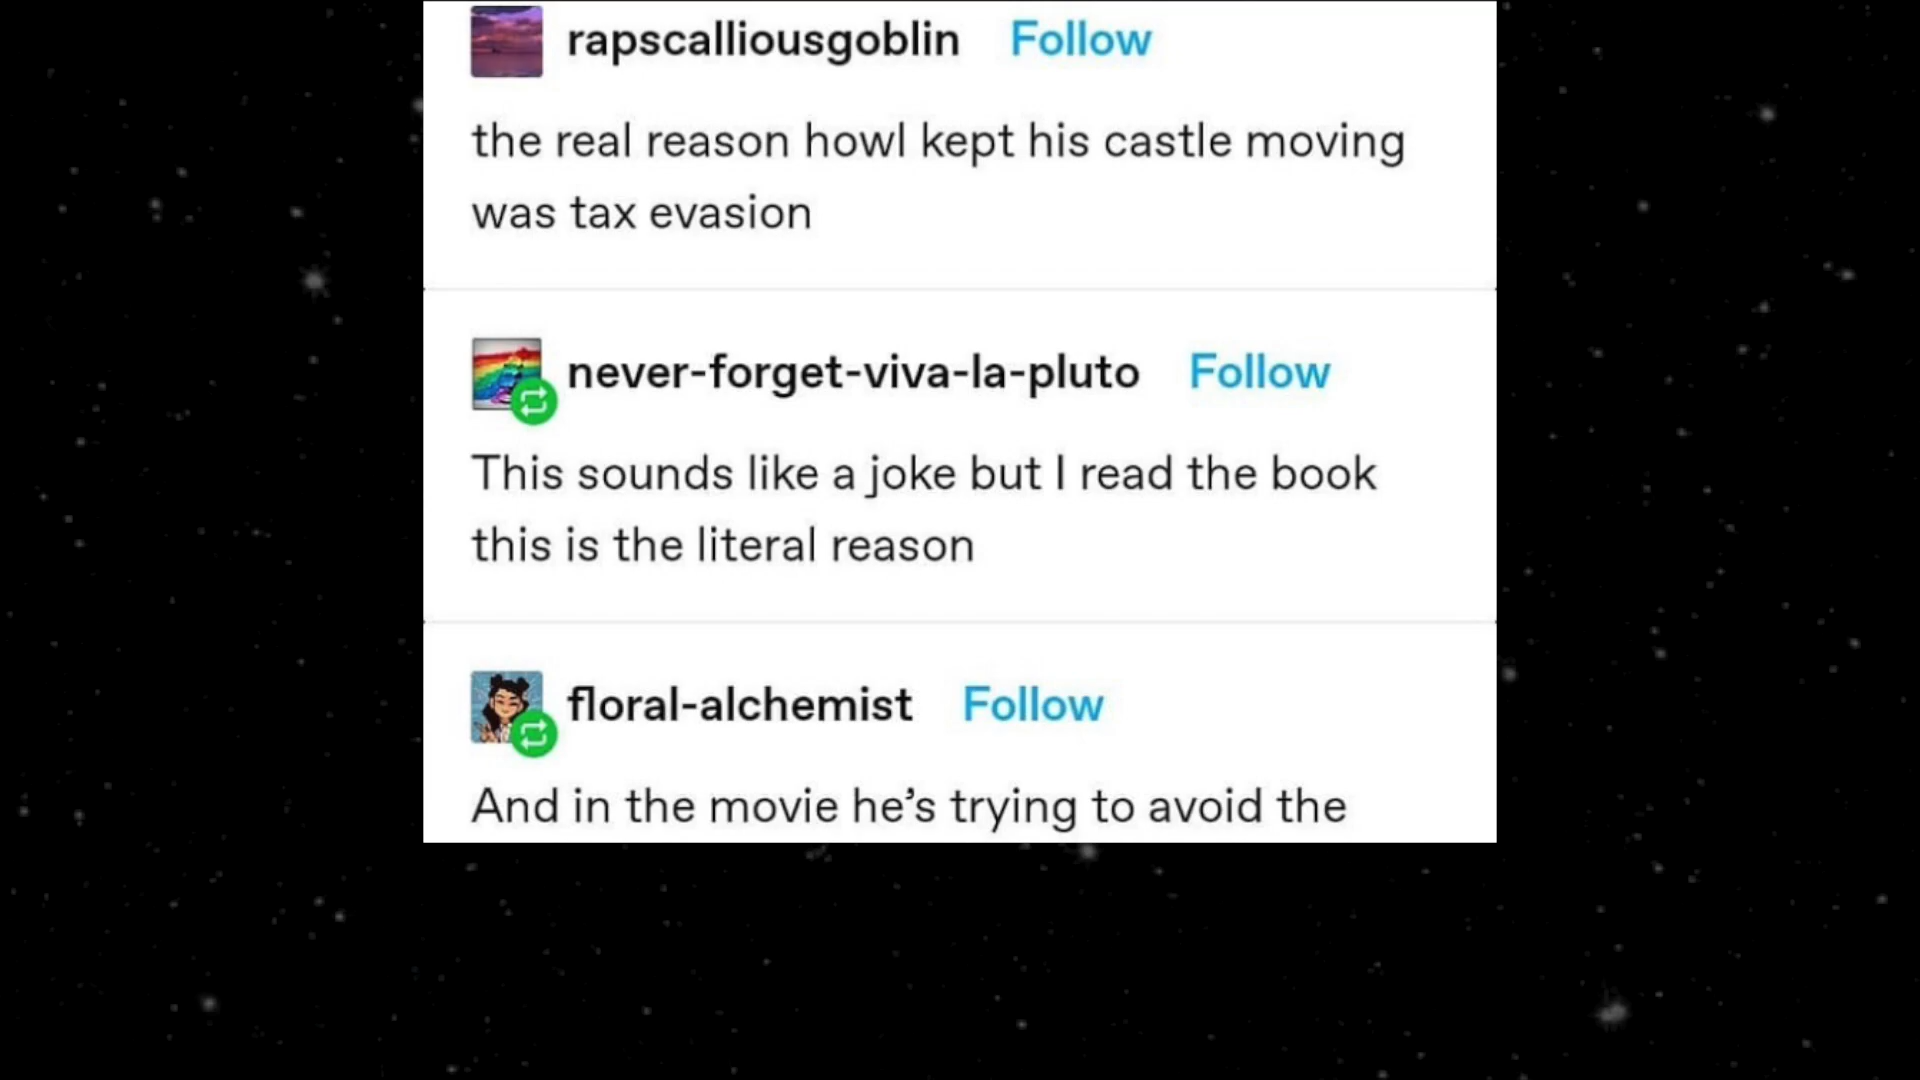 rapscalliousgoblin Follow
the real reason howl kept his castle moving
was tax evasion
never-forget-viva-la-pluto Follow
This sounds like a joke but I read the book
this is the literal reason
floral-alchemist Follow
And in the movie he’s trying to avoid the